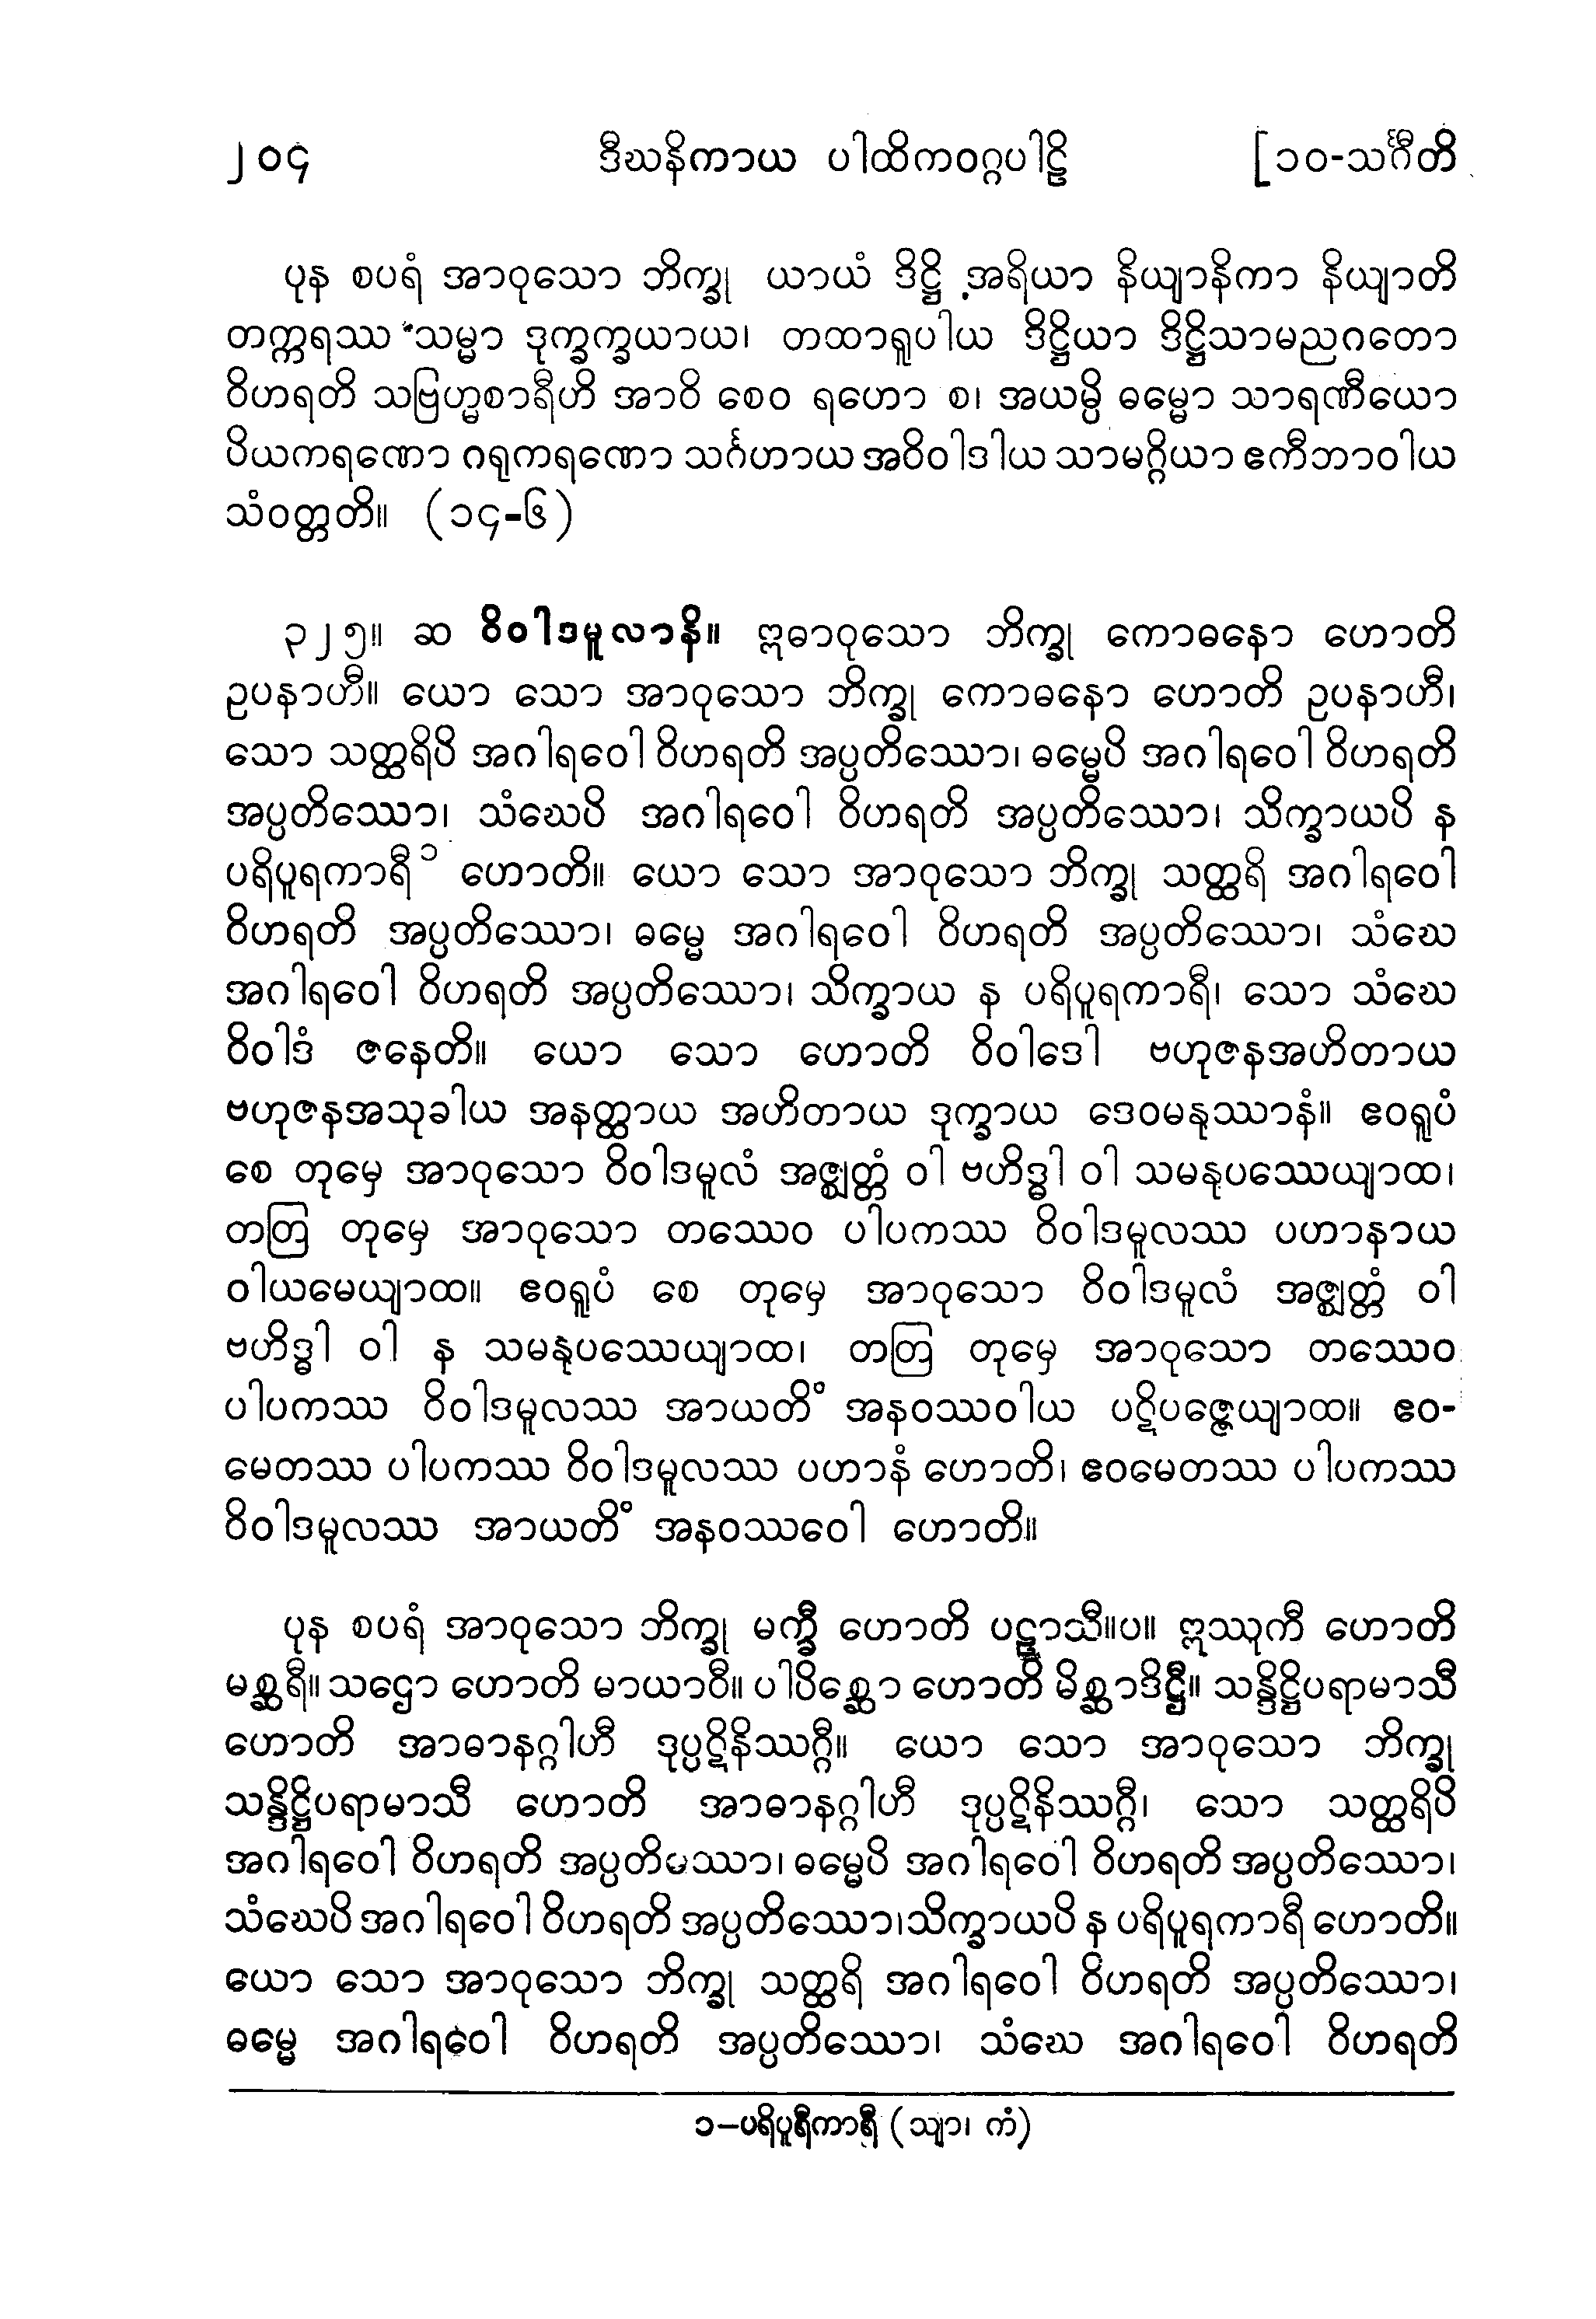 ၂၀၄ ဒီဃနိကာယ ပါထိကဝဂ္ဂပါဠိ [၁၀-သင်္ဂီတိ
ပုန စပရံ အာဝုသော ဘိက္ခု ယာယံ ဒိဋ္ဌိ အရိယာ နိယျာနိကာ နိယျာတိ
တက္ကရဿ သမ္မာ ဒုက္ခက္ခယာယ၊ တထာရူပါယ ဒိဋ္ဌိယာ ဒိဋ္ဌိသာမညဂတော
ဝိဟရတိ သဗြဟ္မစာရီဟိ အာဝိ စေဝ ရဟော စ၊ အယမ္ပိ ဓမ္မော သာရဏီယော
ပိယကရဏော ဂရုကရဏော သင်္ဂဟာယ အဝိဝါဒါယ သာမဂ္ဂိယာ ဧကီဘာဝါယ
သံဝတ္တတိ။ (၁၄-၆)
၃၂၅။ ဆ ဝိဝါဒမူလာနိ။ ဣဓာဝုသော ဘိက္ခု ကောဓနော ဟောတိ
ဥပနာဟီ။ ယော သော အာဝုသော ဘိက္ခု ကောဓနော ဟောတိ ဥပနာဟီ၊
သော သတ္ထရိပိ အဂါရဝေါ ဝိဟရတိ အပ္ပတိဿော၊ ဓမ္မေပိ အဂါရဝေါ ဝိဟရတိ
အပ္ပတိဿော၊ သံဃေပိ အဂါရဝေါ ဝိဟရတိ အပ္ပတိဿော၊ သိက္ခာယပိ န
ပရိပူရကာရီ ၁ ဟောတိ။ ယော သော အာဝုသော ဘိက္ခု သတ္ထရိ အဂါရဝေါ
ဝိဟရတိ အပ္ပတိဿော၊ ဓမ္မေ အဂါရဝေါ ဝိဟရတိ အပ္ပတိဿော၊ သံဃေ
အဂါရဝေါ ဝိဟရတိ အပ္ပတိဿော၊ သိက္ခာယ န ပရိပူရကာရီ၊ သော သံဃေ
ဝိဝါဒံ ဇနေတိ။ ယော သော ဟောတိ ဝိဝါဒေါ ဗဟုဇနအဟိတာယ
ဗဟုဇနအသုခါယ အနတ္ထာယ အဟိတာယ ဒုက္ခာယ ဒေဝမနုဿာနံ။ ဧဝရူပံ
စေ တုမှေ အာဝုသော ဝိဝါဒမူလံ အဇ္ဈတ္တံ ဝါ ဗဟိဒ္ဓါ ဝါ သမနုပဿေယျာထ၊
တတြ တုမှေ အာဝုသော တဿေဝ ပါပကဿ ဝိဝါဒမူလဿ ပဟာနာယ
ဝါယမေယျာထ။ ဧဝရူပံ စေ တုမှေ အာဝုသော ဝိဝါဒမူလံ အဇ္ဈတ္တံ ဝါ
ဗဟိဒ္ဓါ ဝါ န သမနုပဿေယျာထ၊ တတြ တုမှေ အာဝုသော တဿေဝ
ပါပကဿ ဝိဝါဒမူလဿ အာယတိံ အနဝဿဝါယ ပဋိပဇ္ဇေယျာထ။ ဧဝ-
မေတဿ ပါပကဿ ဝိဝါဒမူလဿ ပဟာနံ ဟောတိ၊ ဧဝမေတဿ ပါပကဿ
ဝိဝါဒမူလဿ အာယတိံ အနဝဿဝေါ ဟောတိ။
ပုန စပရံ အာဝုသော ဘိက္ခု မက္ခီ ဟောတိ ပဠာသီ။ပ။ ဣဿုကီ ဟောတိ
မစ္ဆရီ။ သဌော ဟောတိ မာယာဝီ။ ပါပိစ္ဆော ဟောတိ မိစ္ဆာဒိဋ္ဌီ။ သန္ဒိဋ္ဌိပရာမာသီ
ဟောတိ အာဓာနဂ္ဂါဟီ ဒုပ္ပဋိနိဿဂ္ဂီ။ ယော သော အာဝုသော ဘိက္ခု
သန္ဒိဋ္ဌိပရာမာသီ ဟောတိ အာဓာနဂ္ဂါဟီ ဒုပ္ပဋိနိဿဂ္ဂီ၊ သော သတ္ထရိပိ
အဂါရဝေါ ဝိဟရတိ အပ္ပတိဿော၊ ဓမ္မေပိ အဂါရဝေါ ဝိဟရတိ အပ္ပတိဿော၊
သံဃေပိ အဂါရဝေါ ဝိဟရတိ အပ္ပတိဿော၊သိက္ခာယပိ န ပရိပူရကာရီ ဟောတိ။
ယော သော အာဝုသော ဘိက္ခု သတ္ထရိ အဂါရဝေါ ဝိဟရတိ အပ္ပတိဿော၊
ဓမ္မေ အဂါရဝေါ ဝိဟရတိ အပ္ပတိဿော၊ သံဃေ အဂါရဝေါ ဝိဟရတိ
၁–ပရိပူရီကာရီ (သျာ၊ ကံ)